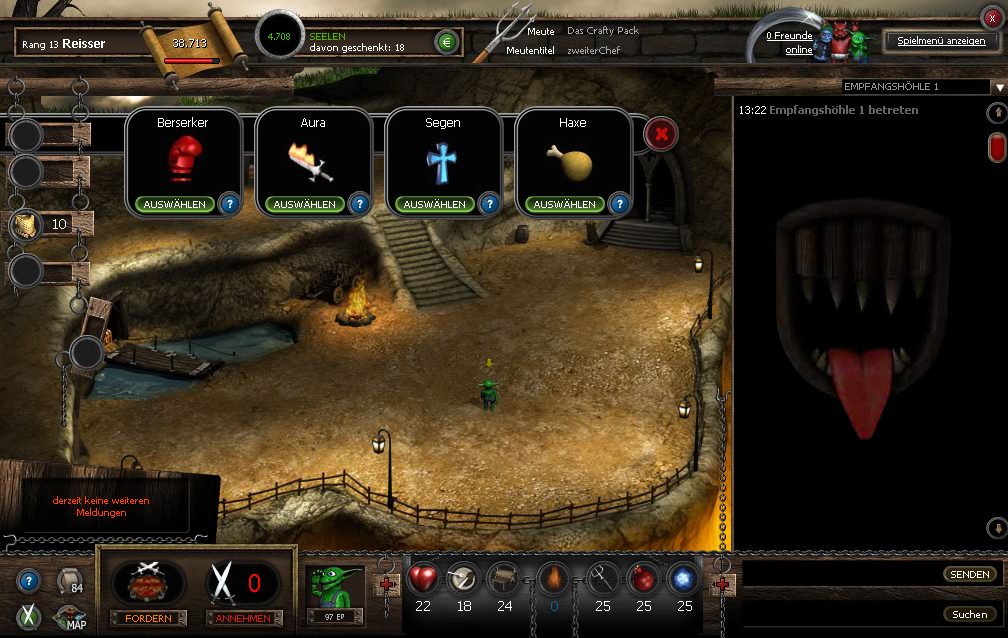 Rang 13 Reisser
38.713
4.708
SEELEN
davon geschenkt: 18
€
Meute Das Crafty Pack
Meutentitel zweiterChef
0 Freunde
online
Spielmenü anzeigen
X
EMPFANGSHÖHLE 1
13:22 Empfangshöhle 1 betreten
Berserker
Aura
Segen
Haxe
AUSWÄHLEN ?
AUSWÄHLEN ?
AUSWÄHLEN ?
AUSWÄHLEN ?
10
derzeit keine weiteren
Meldungen
?
84
MAP
FORDERN
0
ANNEHMEN
97 EP
22 18 24 0 25 25 25
SENDEN
Suchen